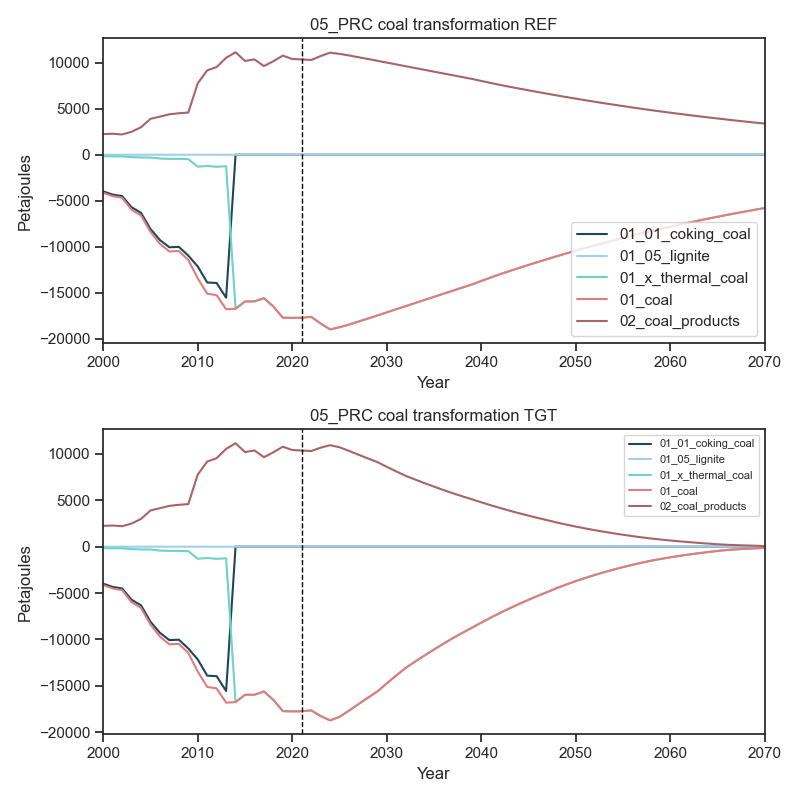 05_PRC coal transformation REF
10000
5000
0
−5000
−10000
−15000
−20000
Petajoules
01_01_coking_coal
01_05_lignite
01_x_thermal_coal
01_coal
02_coal_products
2000 2010 2020 2030 2040 2050 2060 2070
Year
05_PRC coal transformation TGT
10000
5000
0
−5000
−10000
−15000
−20000
Petajoules
01_01_coking_coal
01_05_lignite
01_x_thermal_coal
01_coal
02_coal_products
2000 2010 2020 2030 2040 2050 2060 2070
Year